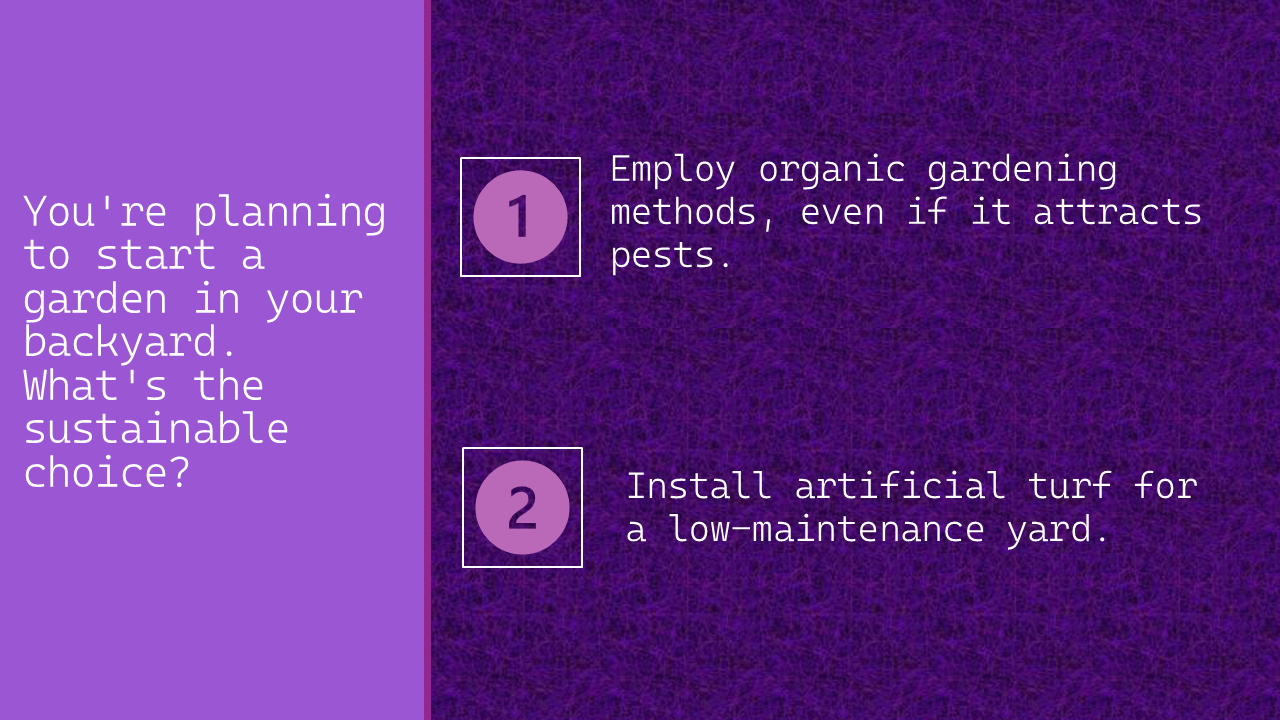 You're planning
to start a
garden in your
backyard.
What's the
sustainable
choice?
1
Employ organic gardening
methods, even if it attracts
pests.
2
Install artificial turf for
a low-maintenance yard.